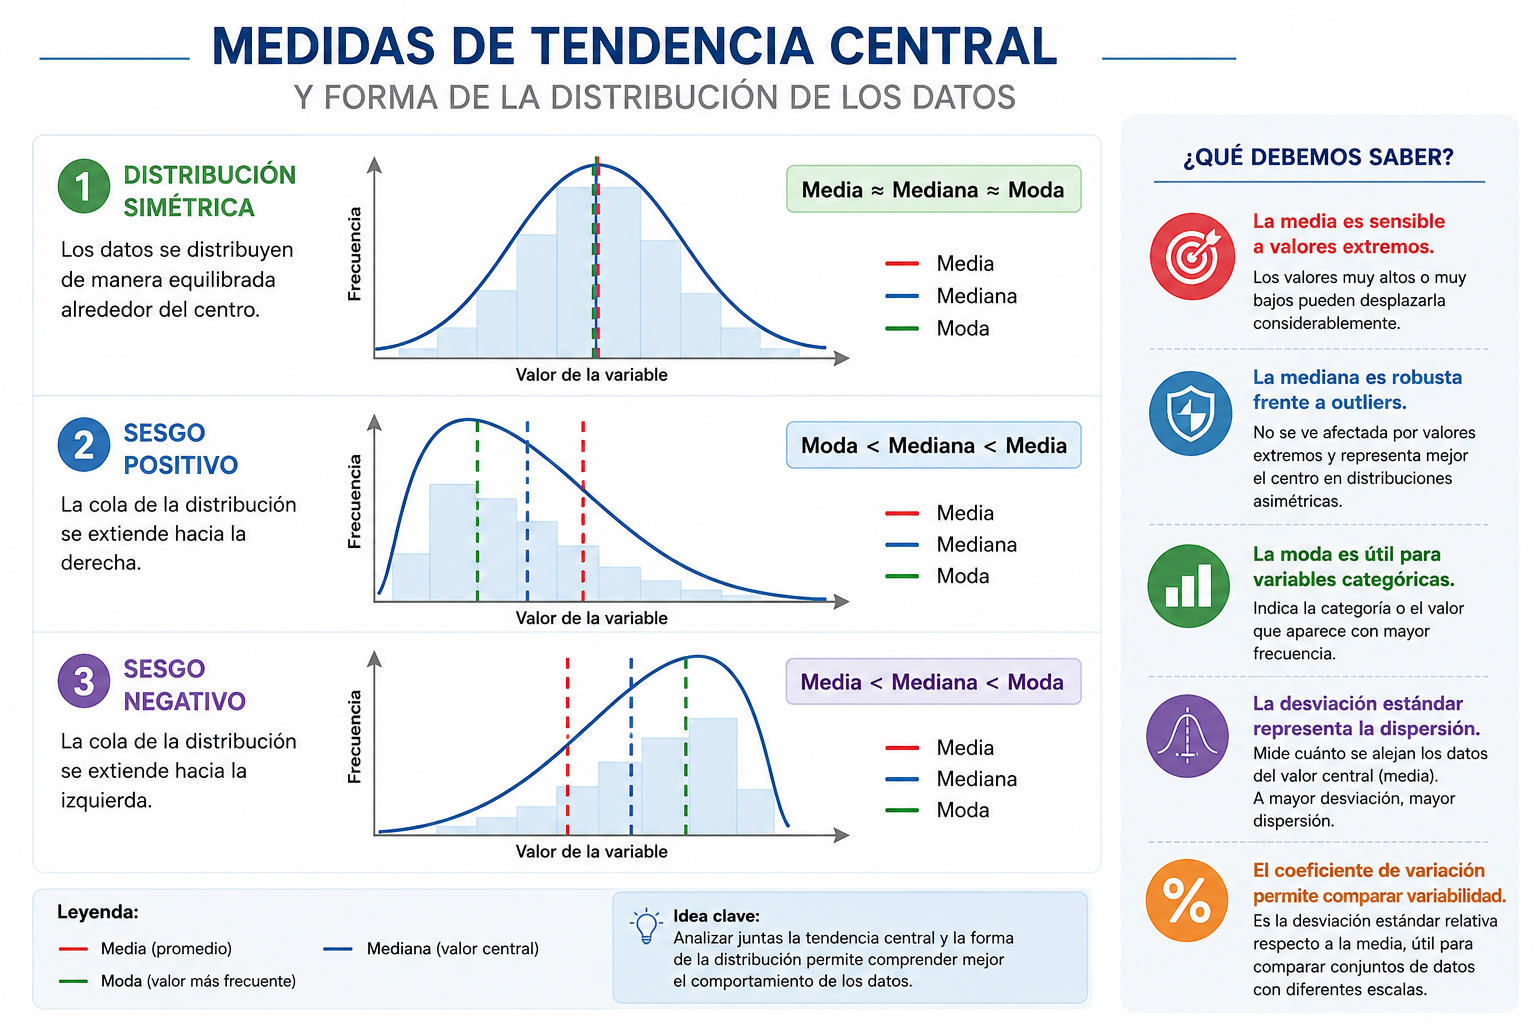 MEDIDAS DE TENDENCIA CENTRAL
Y FORMA DE LA DISTRIBUCIÓN DE LOS DATOS
1
DISTRIBUCIÓN
SIMÉTRICA
Los datos se distribuyen
de manera equilibrada
alrededor del centro.
Frecuencia
Valor de la variable
Media ≈ Mediana ≈ Moda
Media
Mediana
Moda
2
SESGO
POSITIVO
La cola de la distribución
se extiende hacia la
derecha.
Frecuencia
Valor de la variable
Moda < Mediana < Media
Media
Mediana
Moda
3
SESGO
NEGATIVO
La cola de la distribución
se extiende hacia la
izquierda.
Frecuencia
Valor de la variable
Media < Mediana < Moda
Media
Mediana
Moda
Leyenda:
Media (promedio)
Mediana (valor central)
Moda (valor más frecuente)
Idea clave:
Analizar juntas la tendencia central y la forma
de la distribución permite comprender mejor
el comportamiento de los datos.
¿QUÉ DEBEMOS SABER?
La media es sensible
a valores extremos.
Los valores muy altos o muy
bajos pueden desplazarla
considerablemente.
La mediana es robusta
frente a outliers.
No se ve afectada por valores
extremos y representa mejor
el centro en distribuciones
asimétricas.
La moda es útil para
variables categóricas.
Indica la categoría o el valor
que aparece con mayor
frecuencia.
La desviación estándar
representa la dispersión.
Mide cuánto se alejan los datos
del valor central (media).
A mayor desviación, mayor
dispersión.
%
El coeficiente de variación
permite comparar variabilidad.
Es la desviación estándar relativa
respecto a la media, útil para
comparar conjuntos de datos
con diferentes escalas.